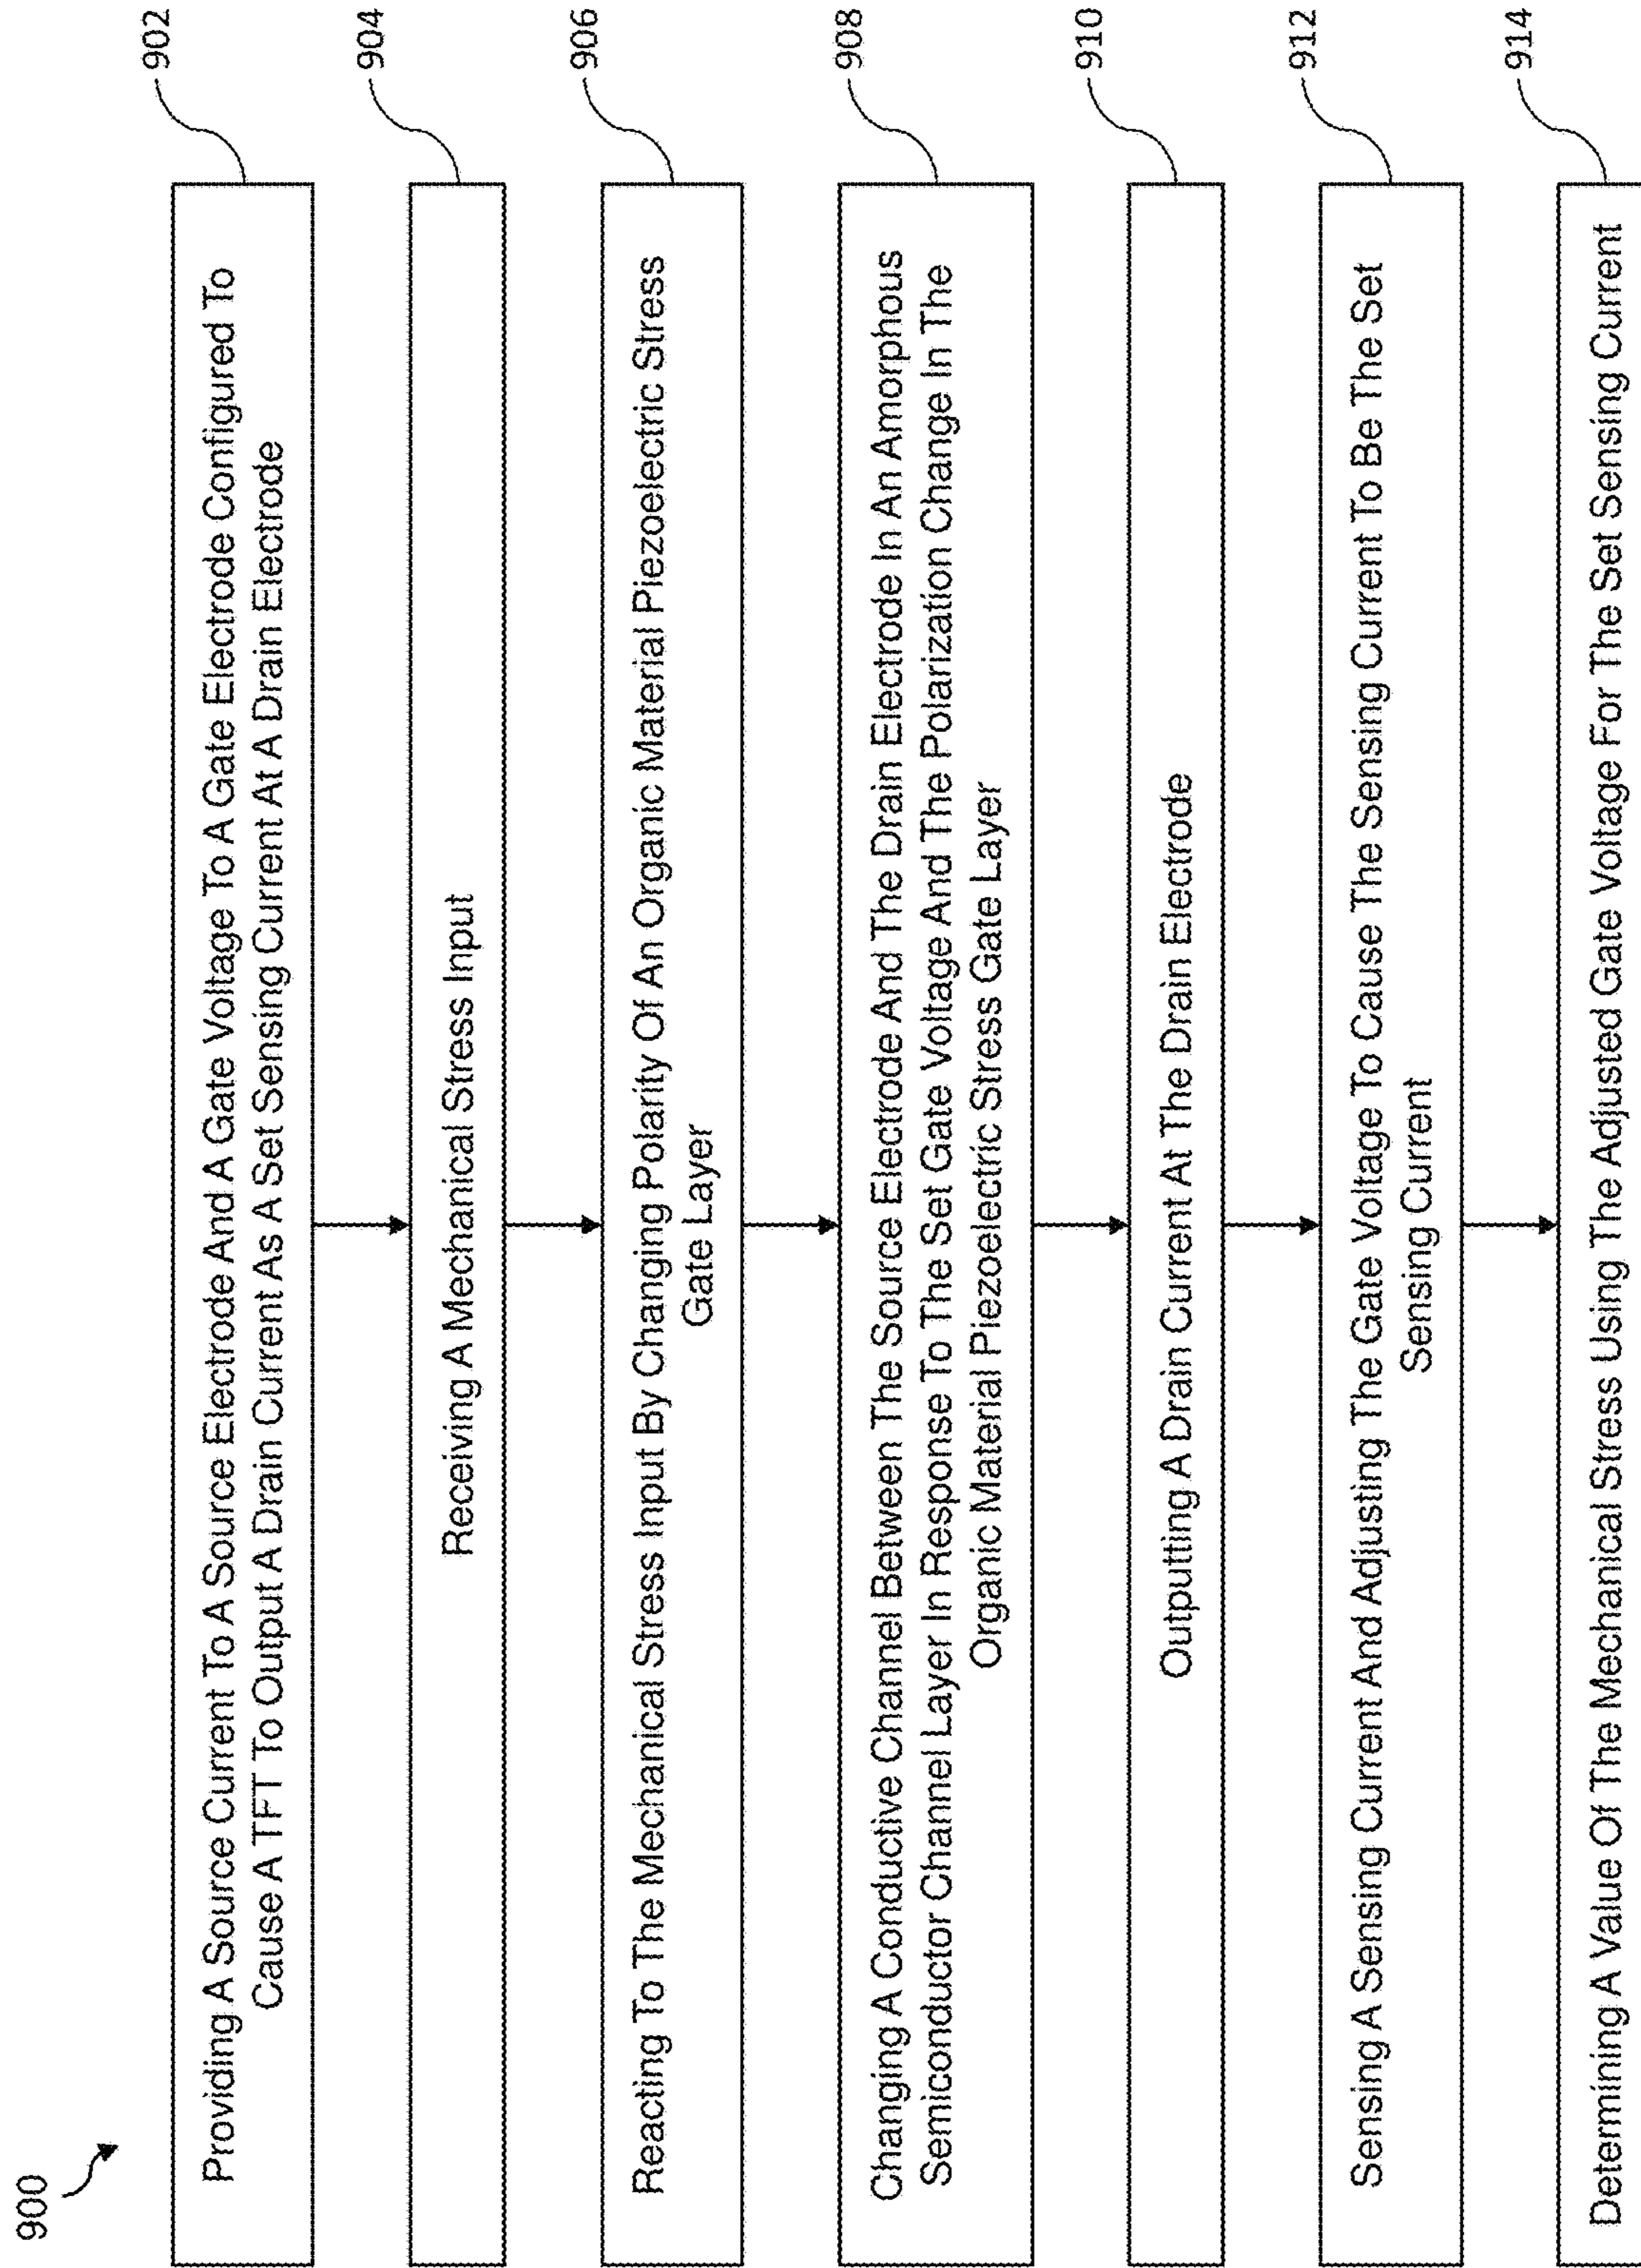 900
902
Providing A Source Current To A Source Electrode And A Gate Voltage To A Gate Electrode Configured To
Cause A TFT To Output A Drain Current As A Set Sensing Current At A Drain Electrode
904
Receiving A Mechanical Stress Input
906
Reacting To The Mechanical Stress Input By Changing Polarity Of An Organic Material Piezoelectric Stress
Gate Layer
908
Changing A Conductive Channel Between The Source Electrode And The Drain Electrode In An Amorphous
Semiconductor Channel Layer In Response To The Set Gate Voltage And The Polarization Change In The
Organic Material Piezoelectric Stress Gate Layer
910
Outputting A Drain Current At The Drain Electrode
912
Sensing A Sensing Current And Adjusting The Gate Voltage To Cause The Sensing Current To Be The Set
Sensing Current
914
Determining A Value Of The Mechanical Stress Using The Adjusted Gate Voltage For The Set Sensing Current